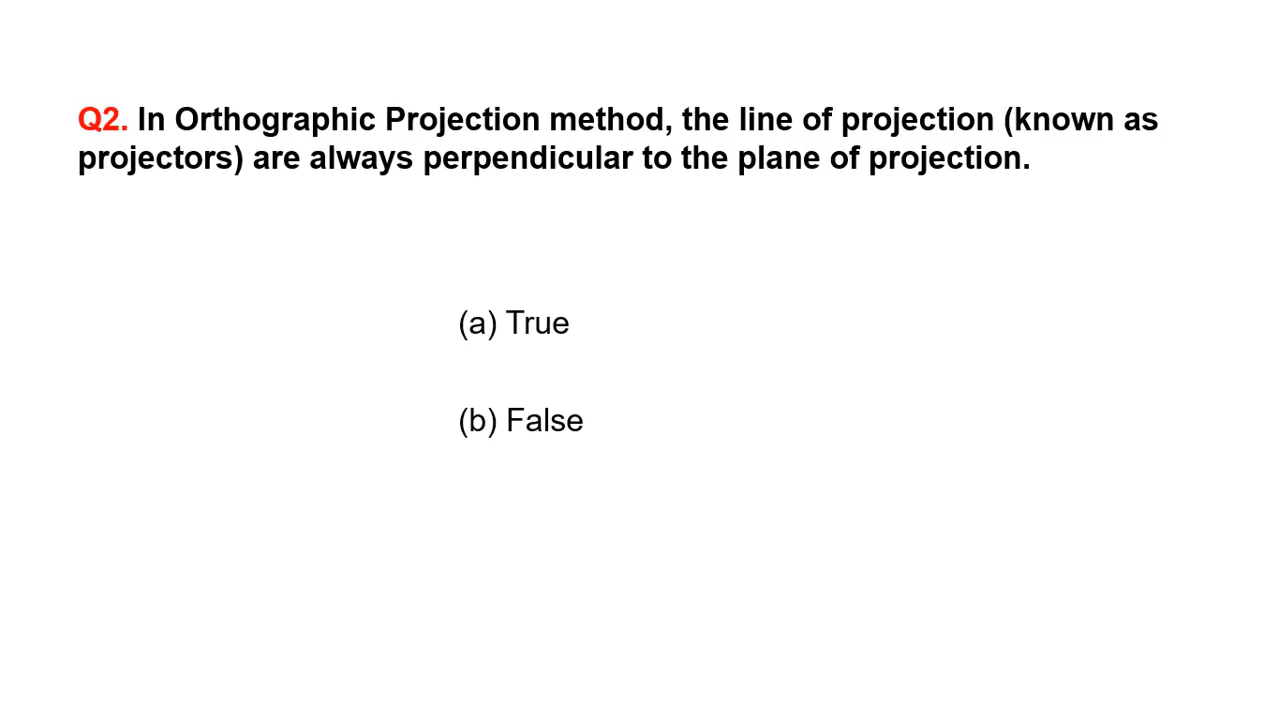 Q2. In Orthographic Projection method, the line of projection (known as
projectors) are always perpendicular to the plane of projection.
(a) True
(b) False